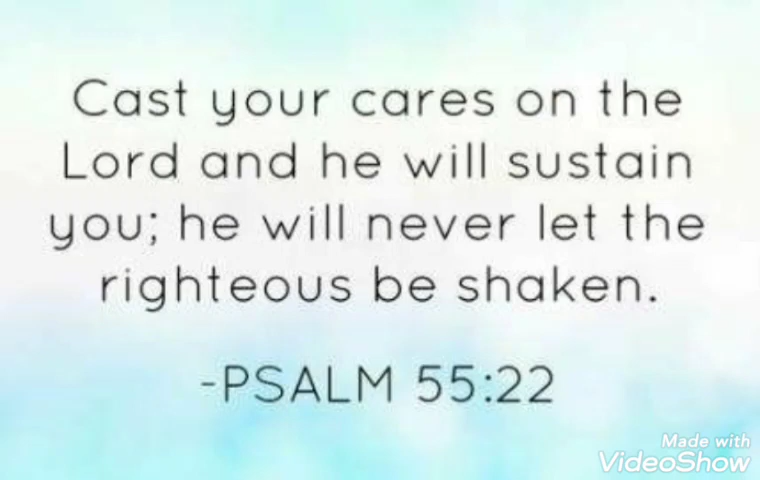 Cast your cares on the
Lord and he will sustain
you; he will never let the
righteous be shaken.
-PSALM 55:22
Made with
VideoShow